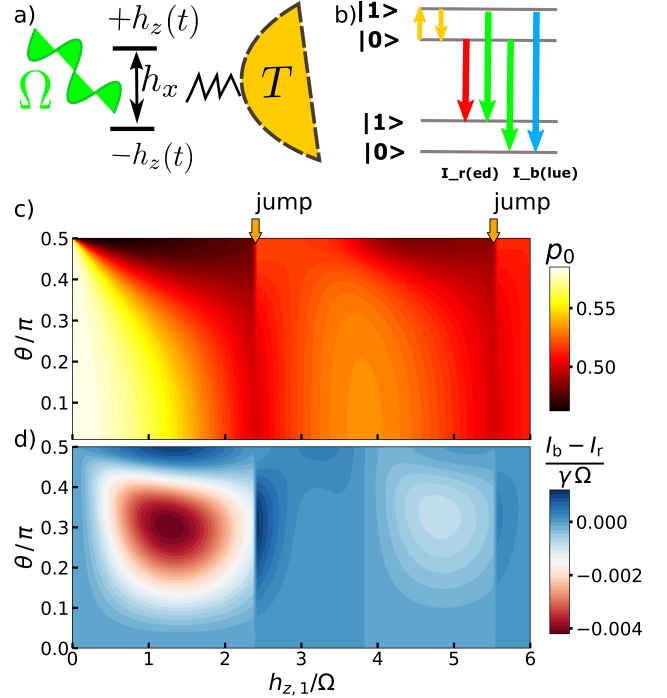 a)
+h_z(t)
Ω
h_x
T
−h_z(t)
b)
|1>
|0>
|1>
|0>
I_r(ed)
I_b(lue)
jump
jump
c)
0.5
0.4
0.3
0.2
0.1
θ/π
p_0
0.55
0.50
d)
0.5
0.4
0.3
0.2
0.1
0.0
θ/π
I_b − I_r
γ Ω
0.000
−0.002
−0.004
0 1 2 3 4 5 6
h_{z,1}/Ω